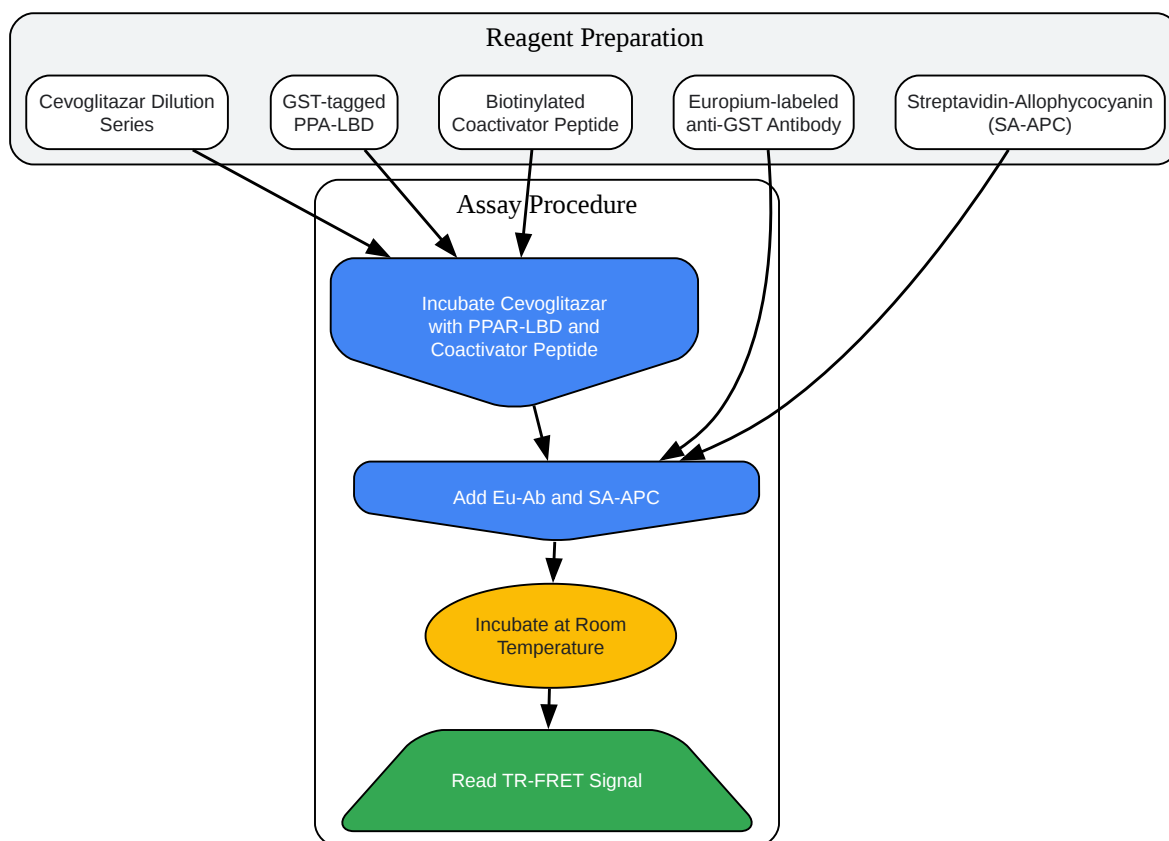 Reagent Preparation
Cevoglitazar Dilution
Series
GST-tagged
PPA-LBD
Biotinylated
Coactivator Peptide
Europium-labeled
anti-GST Antibody
Streptavidin-Allophycocyanin
(SA-APC)
Assay Procedure
Incubate Cevoglitazar
with PPAR-LBD and
Coactivator Peptide
Add Eu-Ab and SA-APC
Incubate at Room
Temperature
Read TR-FRET Signal